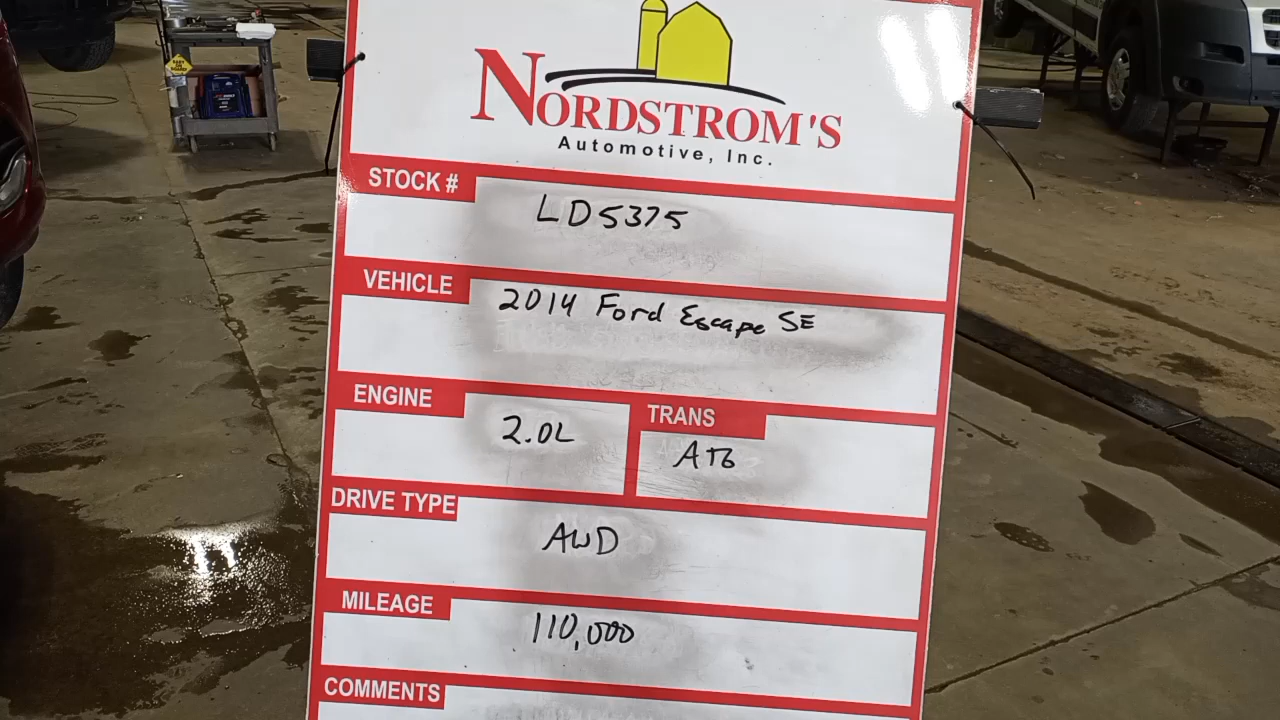 NORDSTROM'S
Automotive, Inc.
STOCK #
LD5375
VEHICLE
2014 Ford Escape SE
ENGINE
2.0L
TRANS
AT6
DRIVE TYPE
AWD
MILEAGE
110,000
COMMENTS